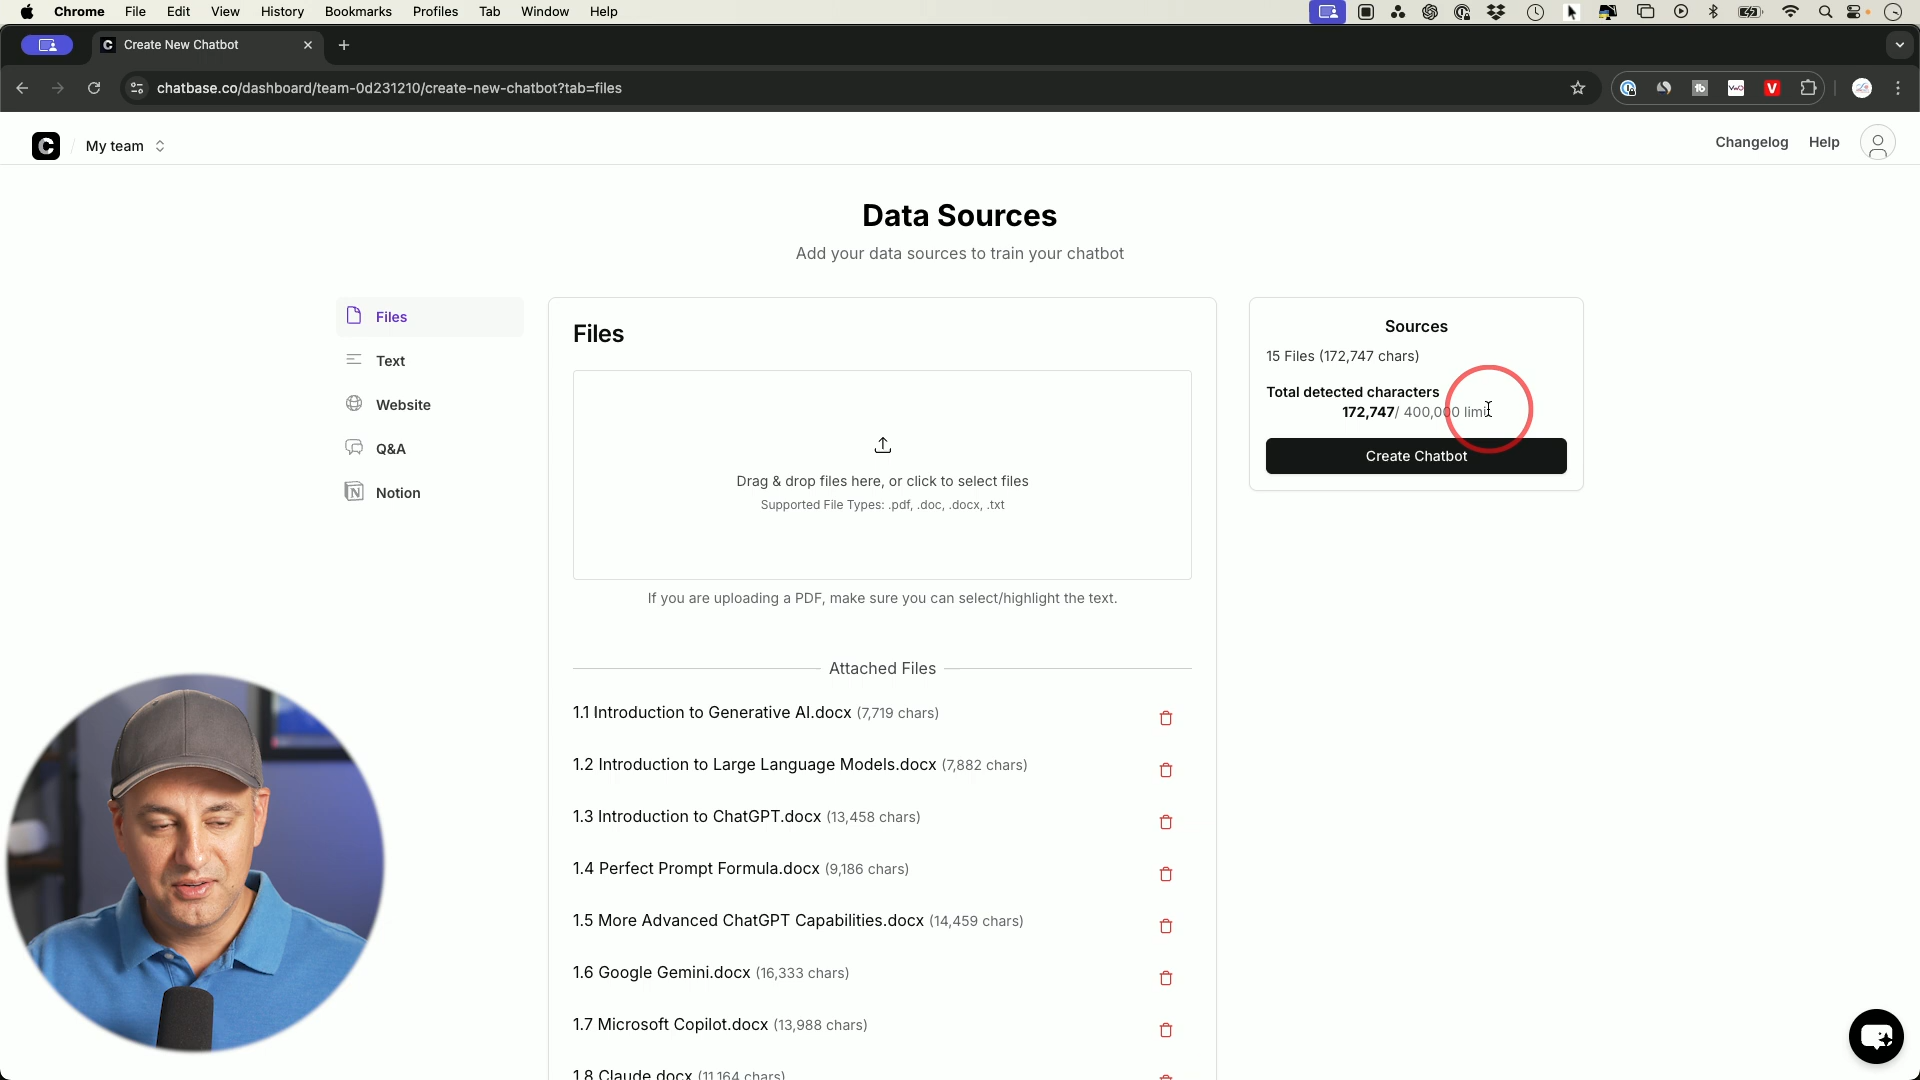 Chrome File Edit View History Bookmarks Profiles Tab Window Help
Create New Chatbot
chatbase.co/dashboard/team-0d231210/create-new-chatbot?tab=files
C My team
Changelog Help
Data Sources
Add your data sources to train your chatbot
Files
Text
Website
Q&A
Notion
Files
Drag & drop files here, or click to select files
Supported File Types: .pdf, .doc, .docx, .txt
If you are uploading a PDF, make sure you can select/highlight the text.
Attached Files
1.1 Introduction to Generative AI.docx (7,719 chars)
1.2 Introduction to Large Language Models.docx (7,882 chars)
1.3 Introduction to ChatGPT.docx (13,458 chars)
1.4 Perfect Prompt Formula.docx (9,186 chars)
1.5 More Advanced ChatGPT Capabilities.docx (14,459 chars)
1.6 Google Gemini.docx (16,333 chars)
1.7 Microsoft Copilot.docx (13,988 chars)
1.8 Claude.docx (11,164 chars)
Sources
15 Files (172,747 chars)
Total detected characters
172,747/ 400,000 limit
Create Chatbot